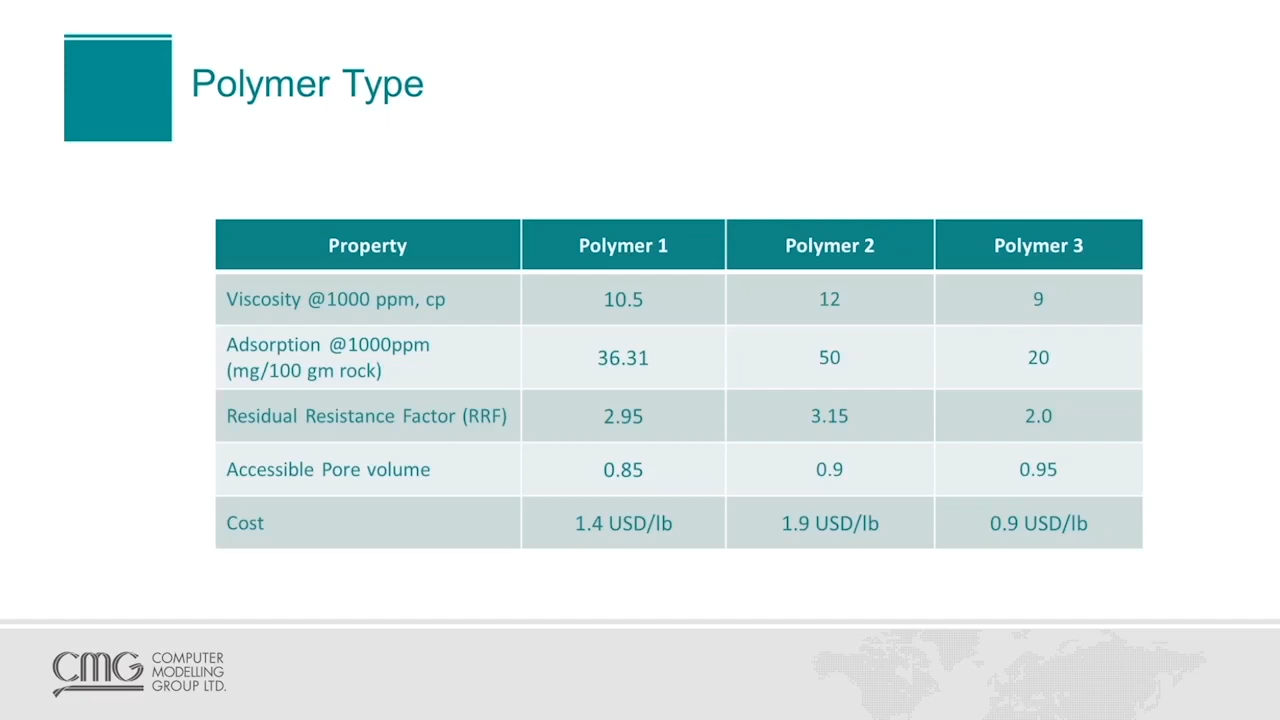 Polymer Type
Property Polymer 1 Polymer 2 Polymer 3
Viscosity @1000 ppm, cp 10.5 12 9
Adsorption @1000ppm
(mg/100 gm rock) 36.31 50 20
Residual Resistance Factor (RRF) 2.95 3.15 2.0
Accessible Pore volume 0.85 0.9 0.95
Cost 1.4 USD/lb 1.9 USD/lb 0.9 USD/lb
CMG
COMPUTER
MODELLING
GROUP LTD.